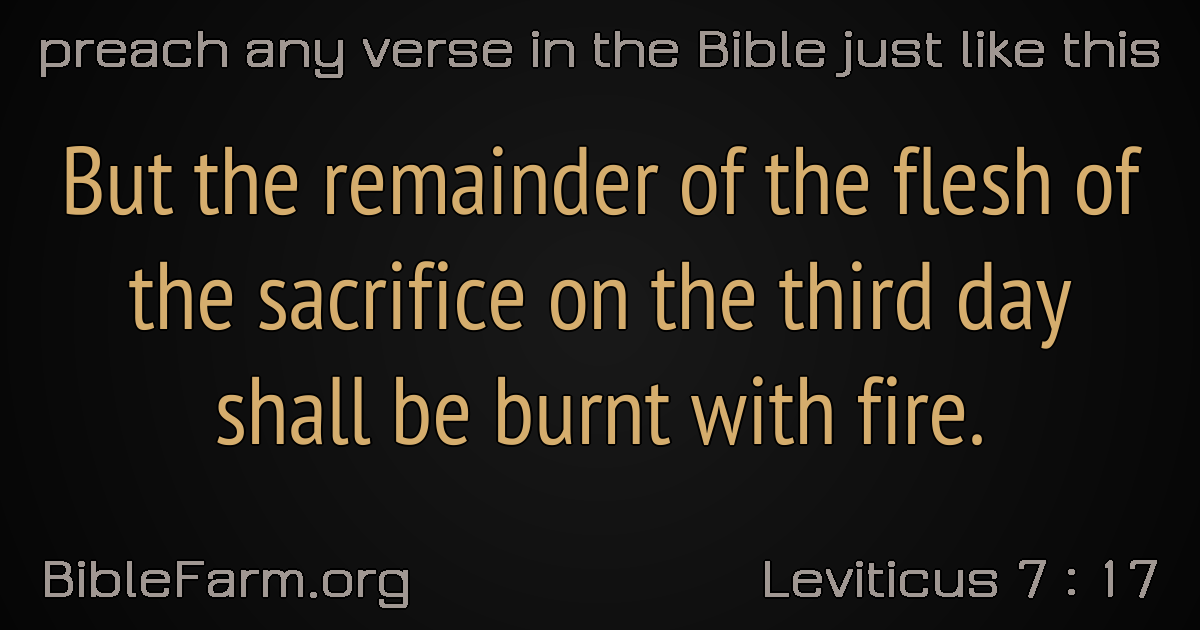 preach any verse in the Bible just like this
But the remainder of the flesh of
the sacrifice on the third day
shall be burnt with fire.
BibleFarm.org
Leviticus 7 : 17